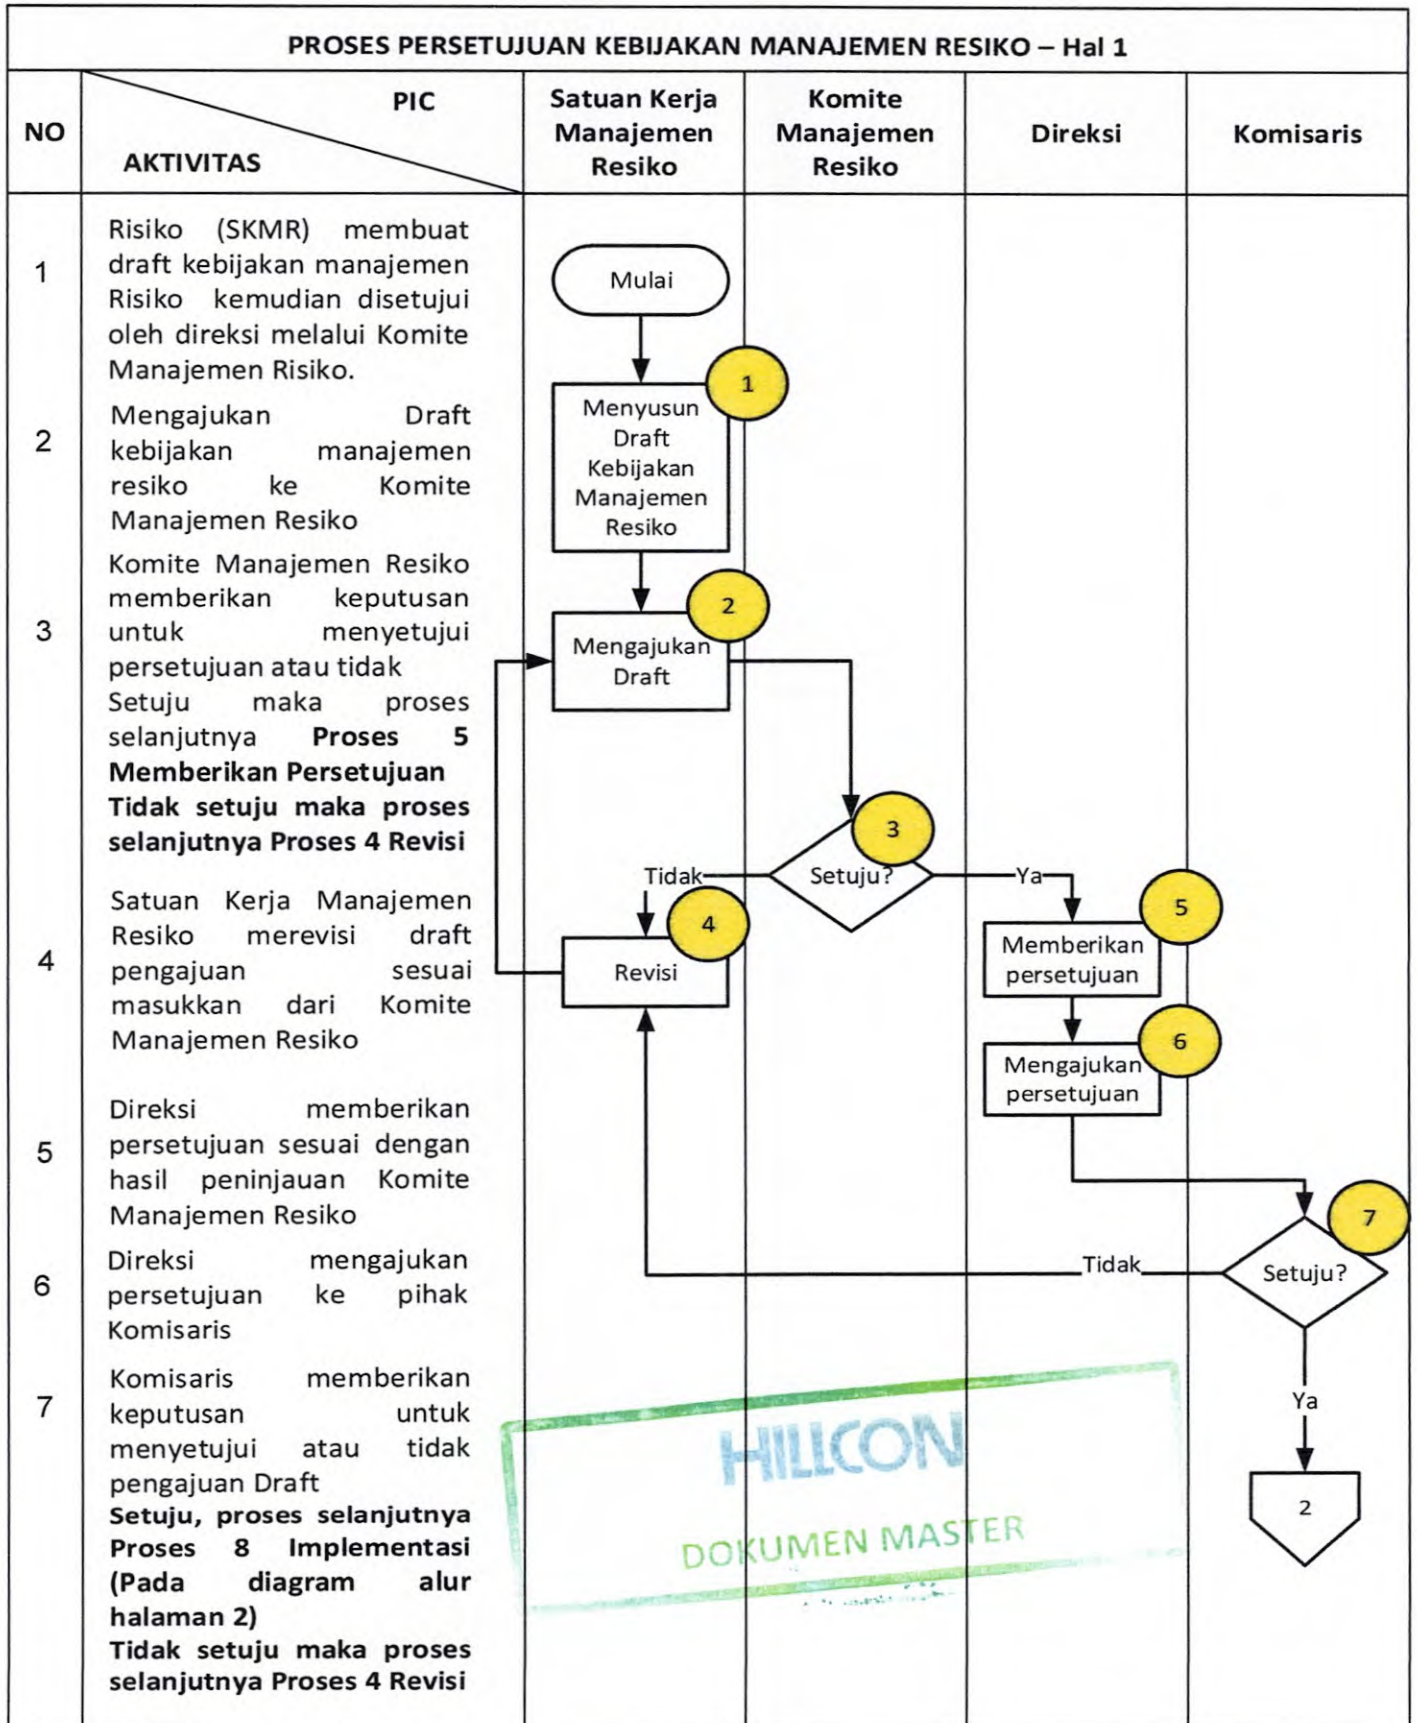 PROSES PERSETUJUAN KEBIJAKAN MANAJEMEN RESIKO – Hal 1
NO
PIC
AKTIVITAS
Satuan Kerja
Manajemen
Resiko
Komite
Manajemen
Resiko
Direksi
Komisaris
1
Risiko (SKMR) membuat
draft kebijakan manajemen
Risiko kemudian disetujui
oleh direksi melalui Komite
Manajemen Risiko.
2
Mengajukan Draft
kebijakan manajemen
resiko ke Komite
Manajemen Resiko
3
Komite Manajemen Resiko
memberikan keputusan
untuk menyetujui
persetujuan atau tidak
Setuju maka proses
selanjutnya Proses 5
Memberikan Persetujuan
Tidak setuju maka proses
selanjutnya Proses 4 Revisi
4
Satuan Kerja Manajemen
Resiko merevisi draft
pengajuan sesuai
masukkan dari Komite
Manajemen Resiko
5
Direksi memberikan
persetujuan sesuai dengan
hasil peninjauan Komite
Manajemen Resiko
6
Direksi mengajukan
persetujuan ke pihak
Komisaris
7
Komisaris memberikan
keputusan untuk
menyetujui atau tidak
pengajuan Draft
Setuju, proses selanjutnya
Proses 8 Implementasi
(Pada diagram alur
halaman 2)
Tidak setuju maka proses
selanjutnya Proses 4 Revisi
Mulai
1
Menyusun
Draft
Kebijakan
Manajemen
Resiko
2
Mengajukan
Draft
3
Setuju?
Tidak
Ya
4
Revisi
5
Memberikan
persetujuan
6
Mengajukan
persetujuan
7
Setuju?
Tidak
Ya
2
HILLCON
DOKUMEN MASTER